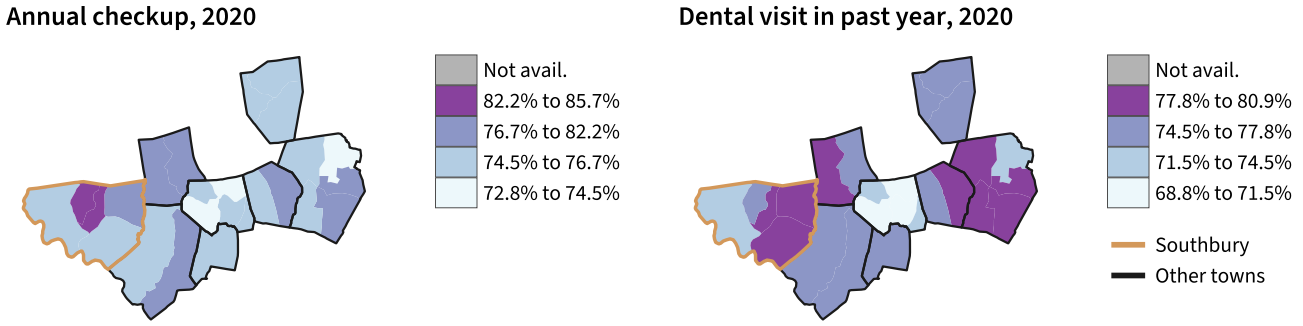 Annual checkup, 2020
Not avail.
82.2% to 85.7%
76.7% to 82.2%
74.5% to 76.7%
72.8% to 74.5%
Dental visit in past year, 2020
Not avail.
77.8% to 80.9%
74.5% to 77.8%
71.5% to 74.5%
68.8% to 71.5%
Southbury
Other towns